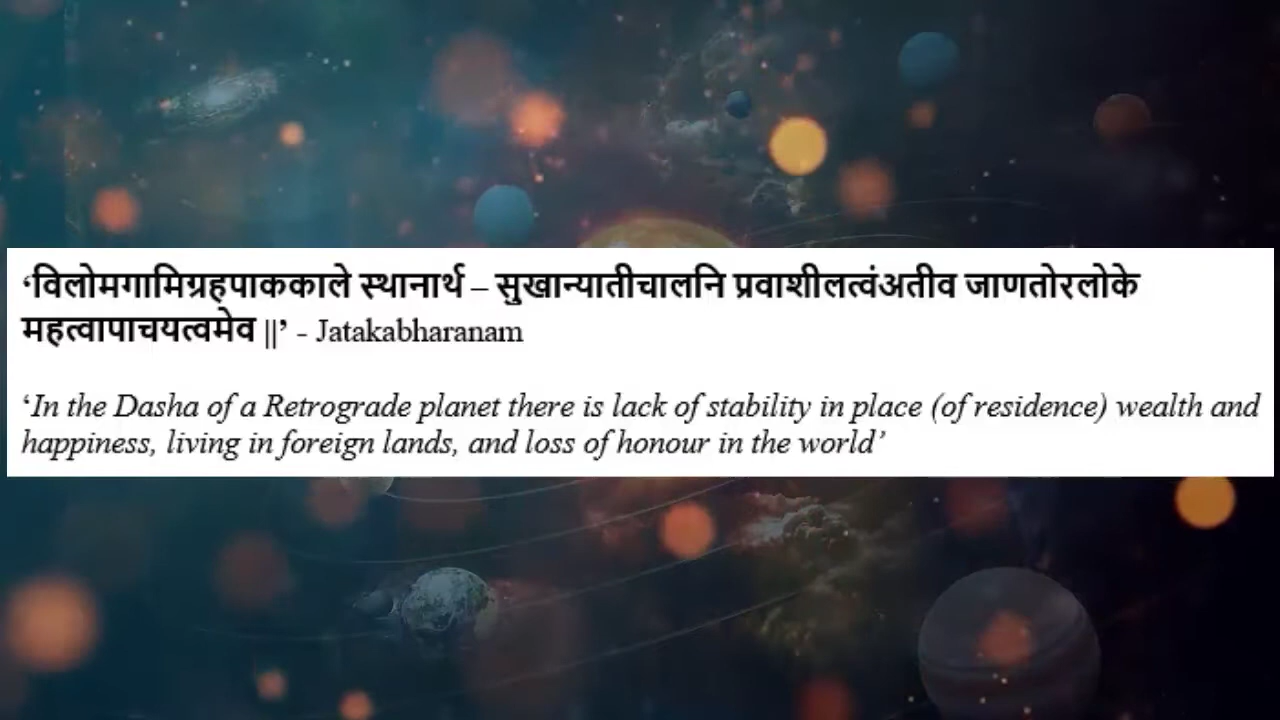 ‘विलोमगामिग्रहपाककाले स्थानार्थ – सुखान्यातीचालनि प्रवाशीलत्वंअतीव जाणतोरलोके
महत्वापाचयत्वमेव ||’ - Jatakabharanam
‘In the Dasha of a Retrograde planet there is lack of stability in place (of residence) wealth and
happiness, living in foreign lands, and loss of honour in the world’